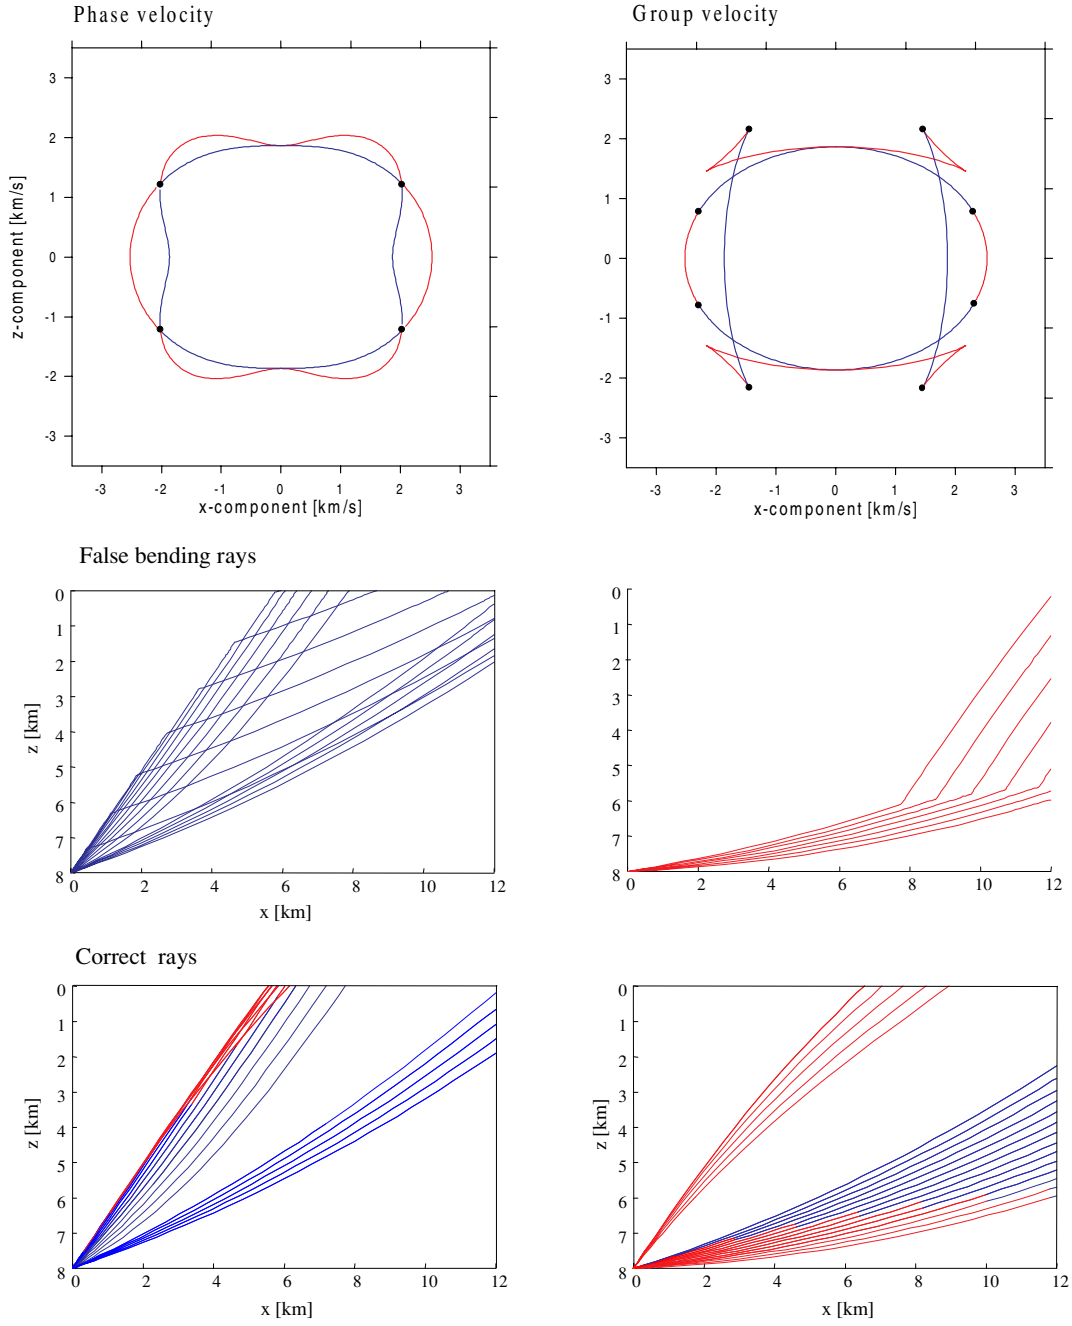 Phase velocity
Group velocity
z-component [km/s]
3
2
1
0
-1
-2
-3
-3 -2 -1 0 1 2 3
x-component [km/s]
3
2
1
0
-1
-2
-3
-3 -2 -1 0 1 2 3
x-component [km/s]
False bending rays
z [km]
0
1
2
3
4
5
6
7
8
0 2 4 6 8 10 12
x [km]
0
1
2
3
4
5
6
7
8
0 2 4 6 8 10 12
Correct rays
z [km]
0
1
2
3
4
5
6
7
8
0 2 4 6 8 10 12
x [km]
z [km]
0
1
2
3
4
5
6
7
8
0 2 4 6 8 10 12
x [km]